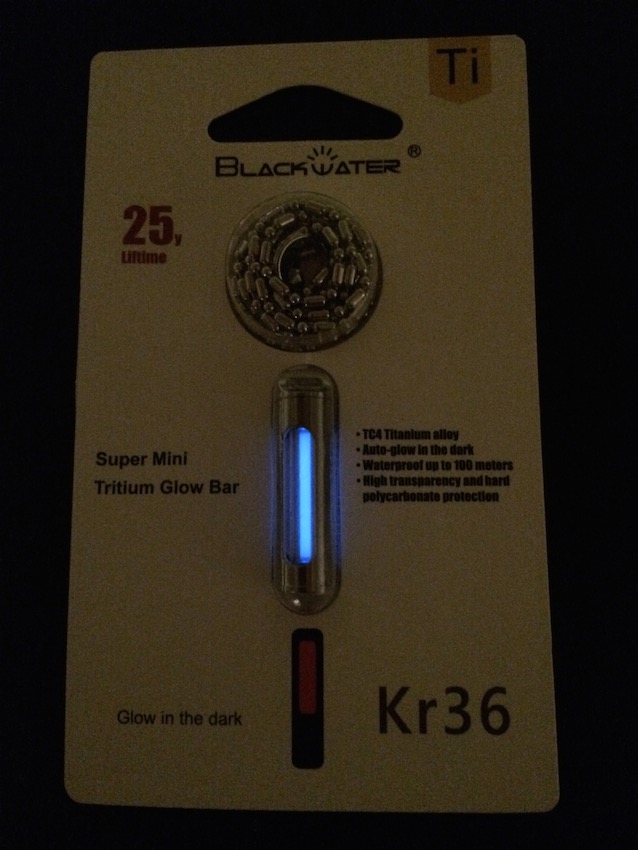 Ti
BLACKWATER®
25y
Liftime
• TC4 Titanium alloy
• Auto-glow in the dark
• Waterproof up to 100 meters
• High transparency and hard
polycarbonate protection
Super Mini
Tritium Glow Bar
Glow in the dark
Kr36